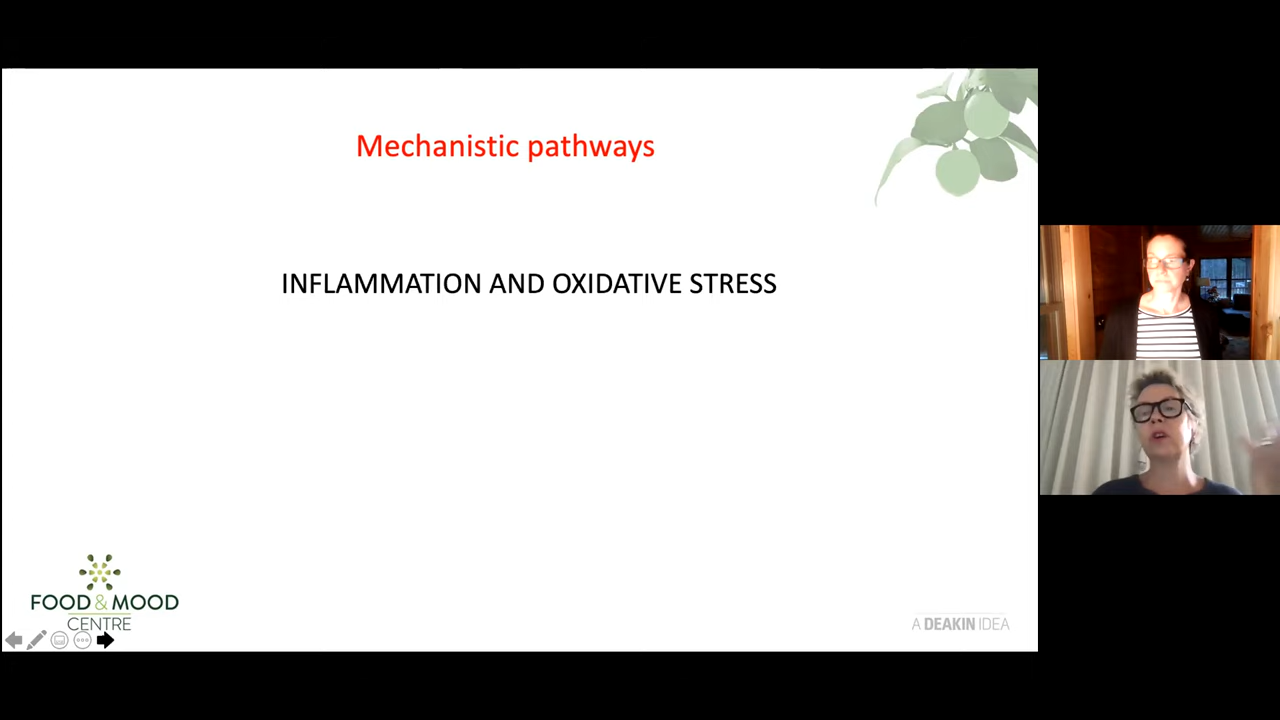 Mechanistic pathways
INFLAMMATION AND OXIDATIVE STRESS
FOOD & MOOD
CENTRE
A DEAKIN IDEA